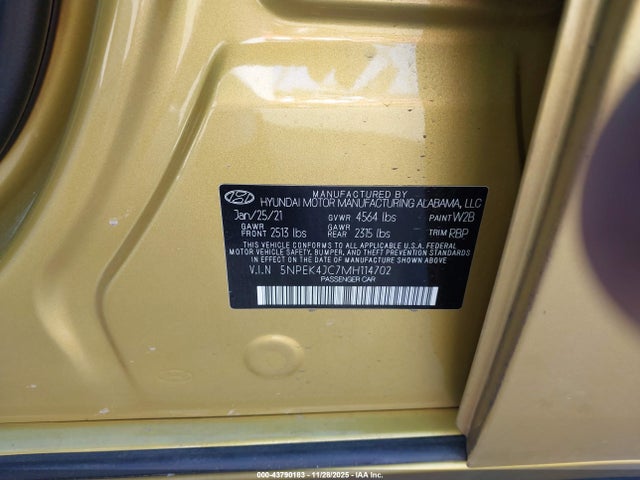 MANUFACTURED BY
HYUNDAI MOTOR MANUFACTURING ALABAMA, LLC
Jan/25/21 GVWR 4564 lbs PAINT W2B
GAWR FRONT 2513 lbs GAWR REAR 2315 lbs TRIM RBP
THIS VEHICLE CONFORMS TO ALL APPLICABLE U.S. FEDERAL
MOTOR VEHICLE SAFETY, BUMPER, AND THEFT PREVENTION STANDARDS
IN EFFECT ON THE DATE OF MANUFACTURE SHOWN ABOVE.
V.I.N 5NPEK4JC7MH114702
PASSENGER CAR
000-43790183 - 11/28/2025 - IAA Inc.